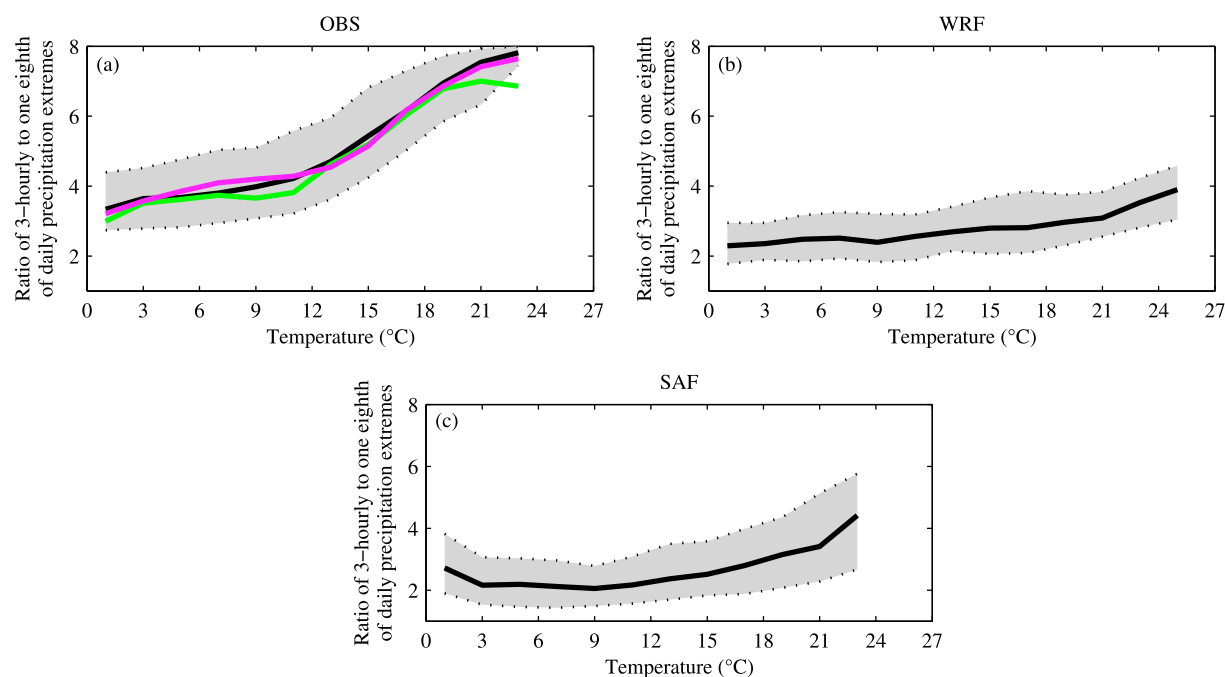 OBS
(a)
Ratio of 3−hourly to one eighth
of daily precipitation extremes
8
6
4
2
0 3 6 9 12 15 18 21 24 27
Temperature (°C)
WRF
(b)
Ratio of 3−hourly to one eighth
of daily precipitation extremes
8
6
4
2
0 3 6 9 12 15 18 21 24 27
Temperature (°C)
SAF
(c)
Ratio of 3−hourly to one eighth
of daily precipitation extremes
8
6
4
2
0 3 6 9 12 15 18 21 24 27
Temperature (°C)